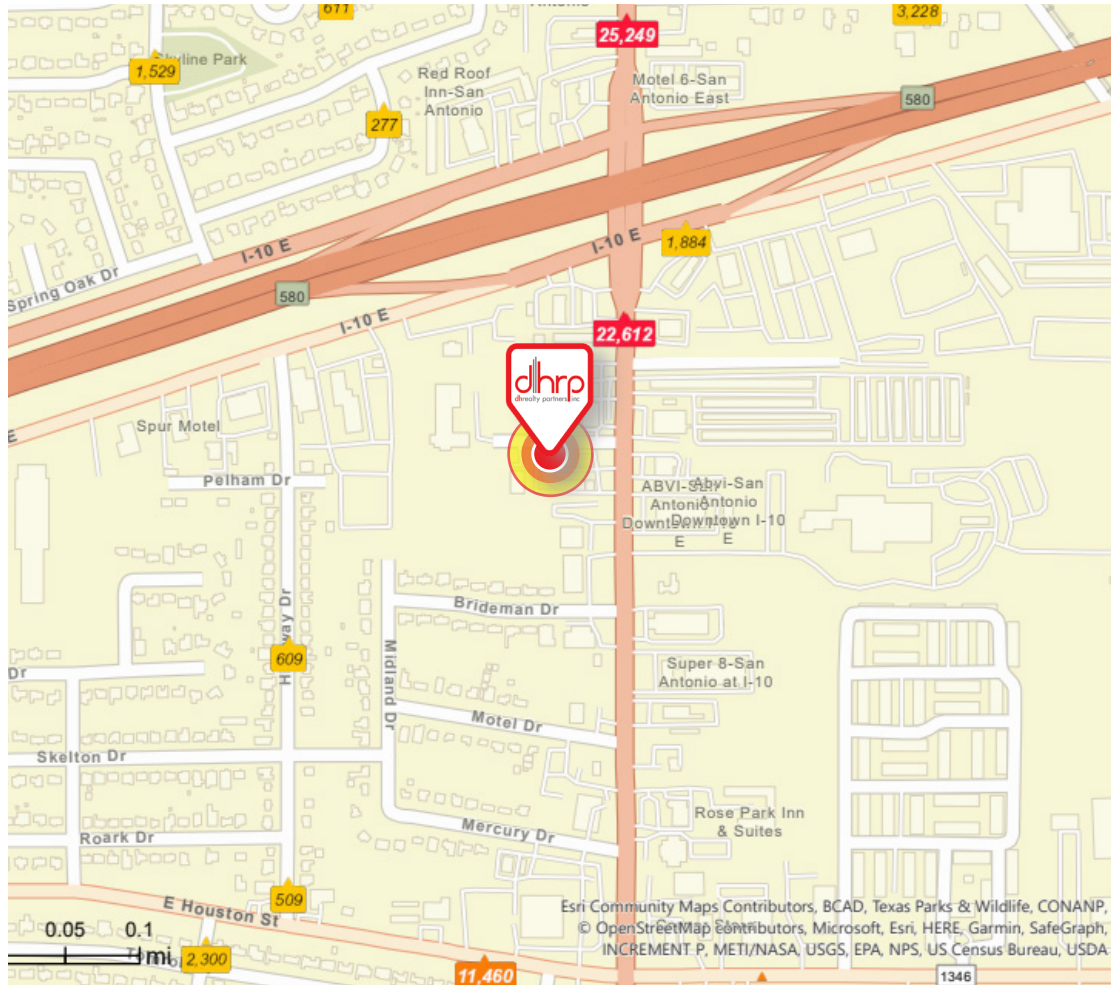 611
25,249
3,228
Skyline Park
1,529
Red Roof
Inn-San
Antonio
Motel 6-San
Antonio East
580
277
I-10 E
I-10 E
1,884
Spring Oak Dr
580
I-10 E
22,612
dhrp
dhrealty partners, inc
Spur Motel
Pelham Dr
Abvi-San
Antonio
Downtown I-10
E
ABVI-San
Antonio
Downtown
E
Brideman Dr
Midland Dr
609
Dr
Super 8-San
Antonio at I-10
Motel Dr
Skelton Dr
Rose Park Inn
& Suites
Mercury Dr
Roark Dr
509
E Houston St
0.05 0.1
mi
2,300
11,460
1346
Esri Community Maps Contributors, BCAD, Texas Parks & Wildlife, CONANP,
© OpenStreetMap contributors, Microsoft, Esri, HERE, Garmin, SafeGraph,
INCREMENT P, METI/NASA, USGS, EPA, NPS, US Census Bureau, USDA